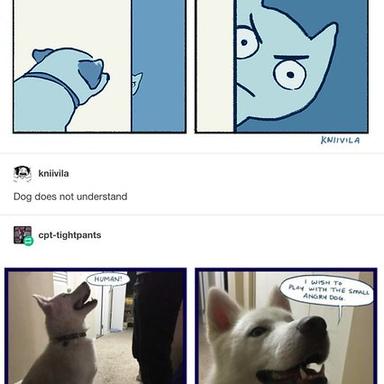 KNIIVILA
kniivila
Dog does not understand
cpt-tightpants
HUMAN!
I WISH TO
PLAY WITH THE SMALL
ANGRY DOG.